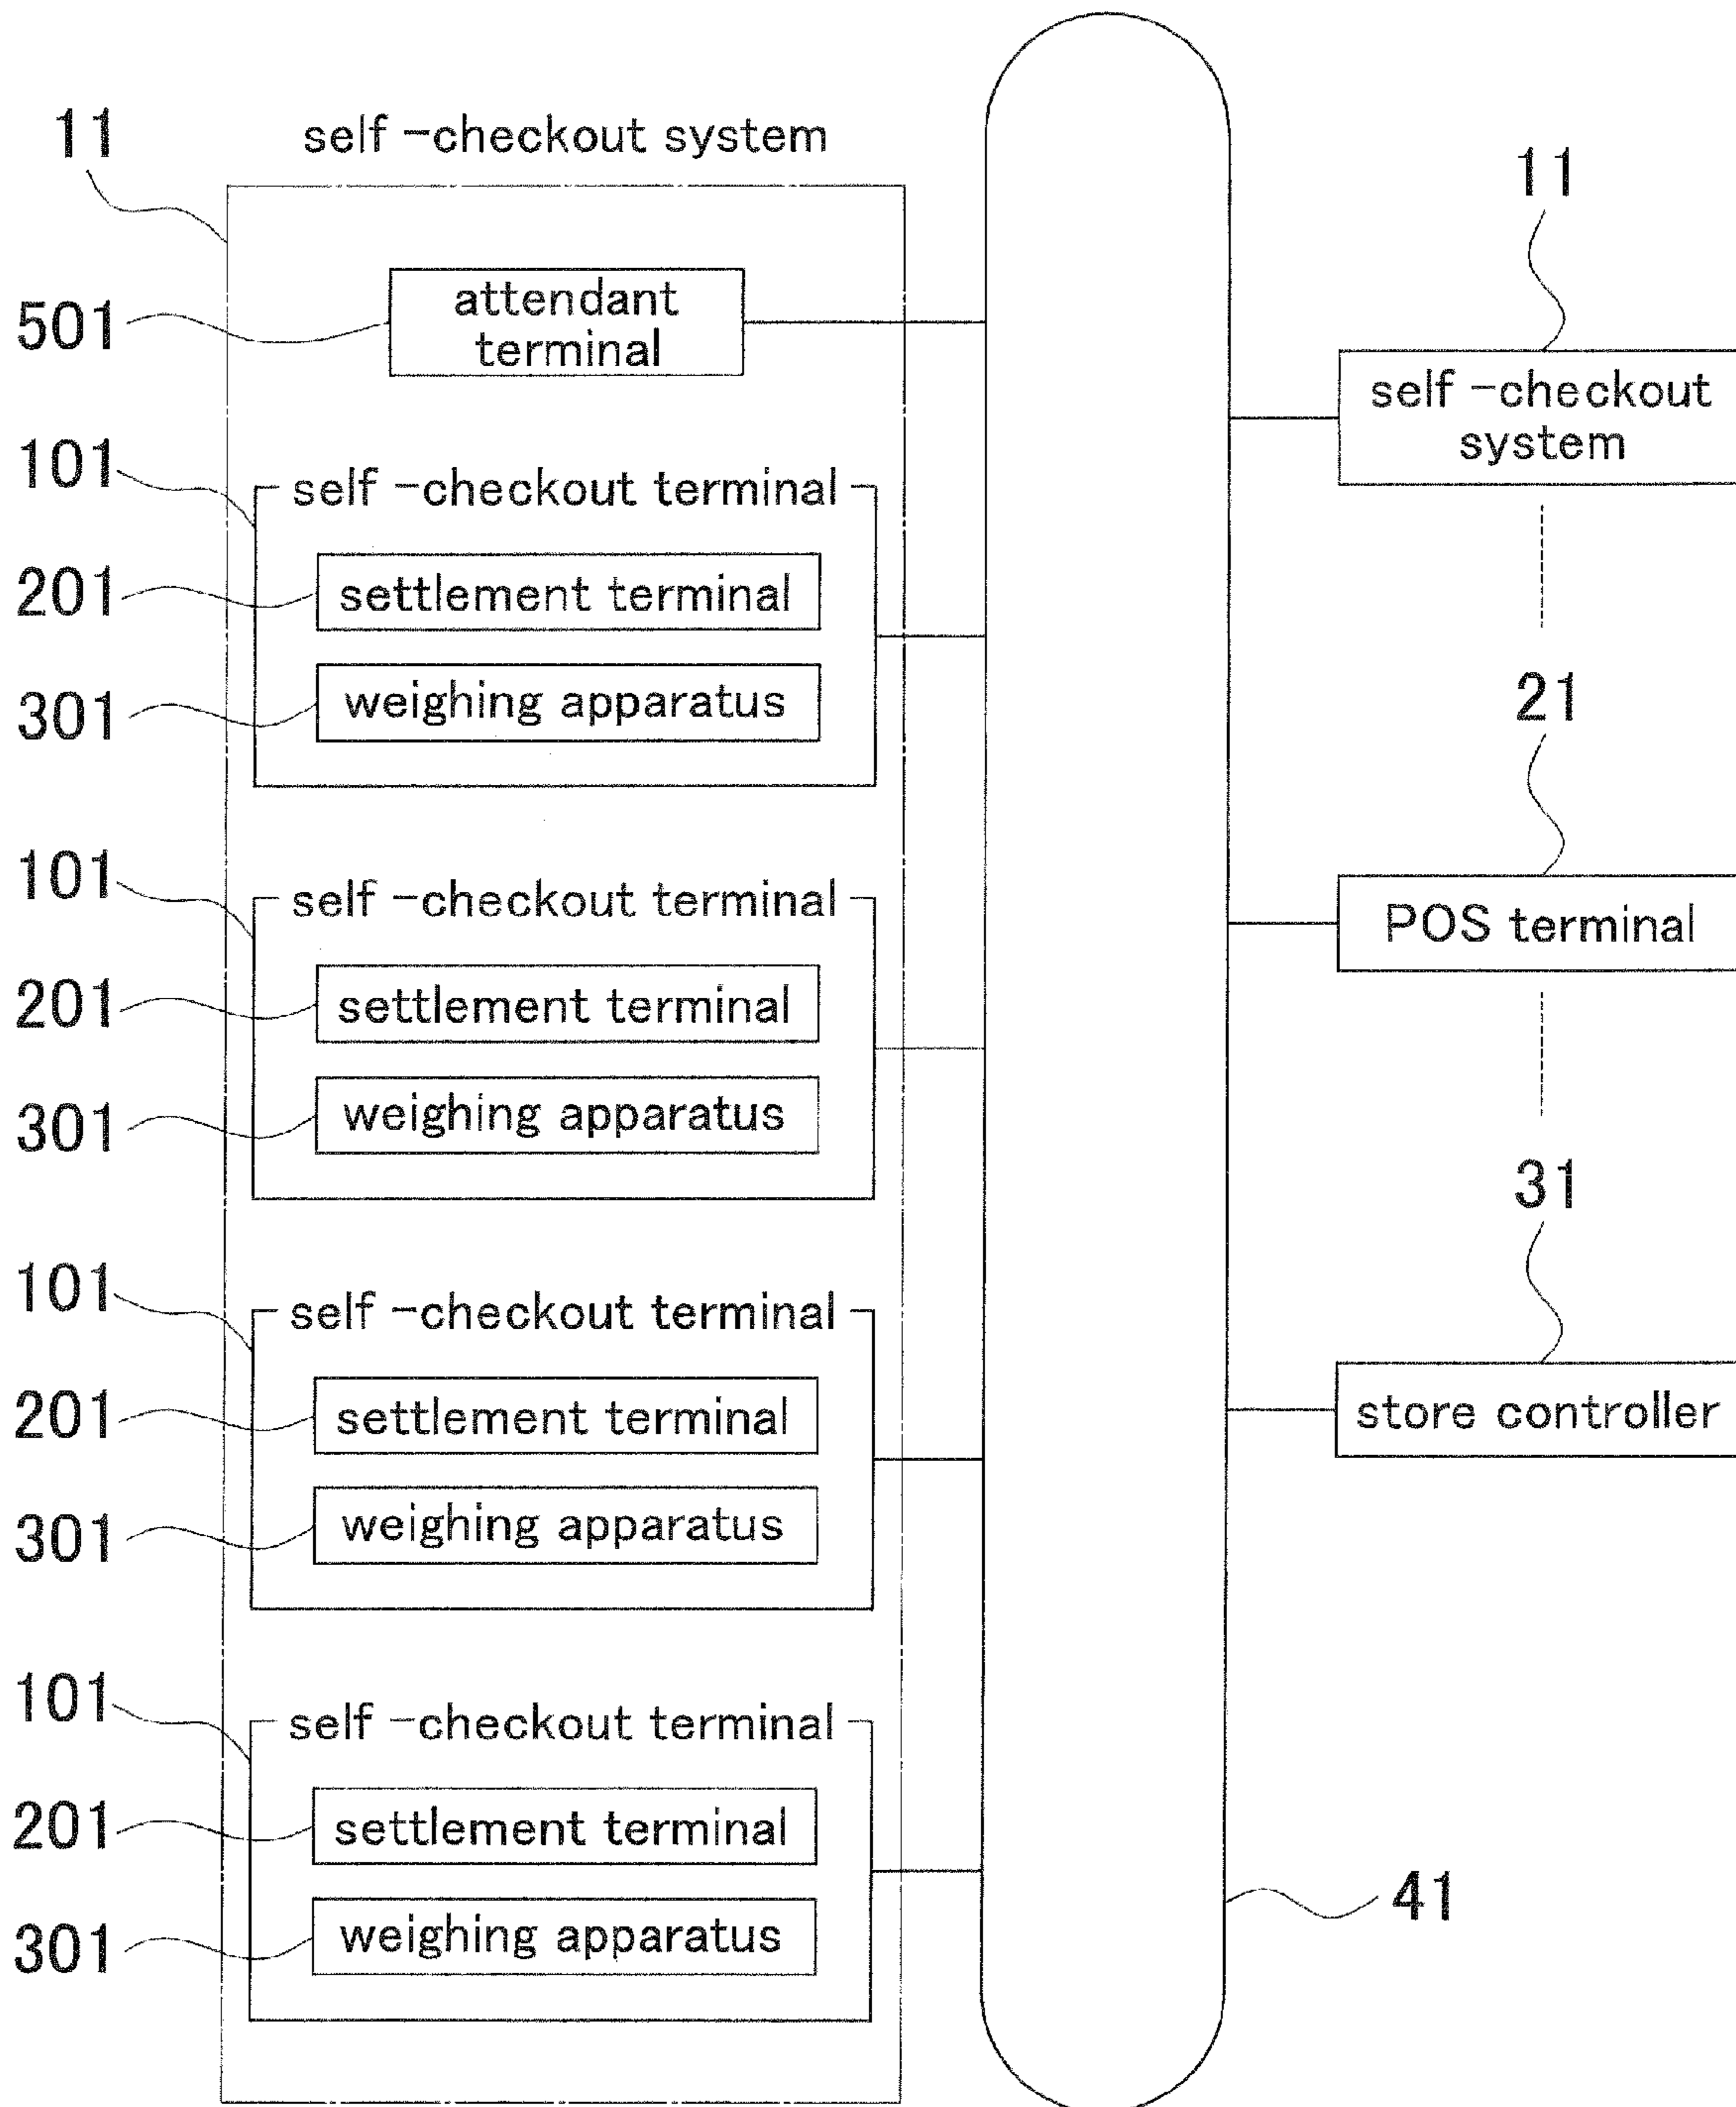 11
self-checkout system
501
attendant
terminal
101
self-checkout terminal
201
settlement terminal
301
weighing apparatus
101
self-checkout terminal
201
settlement terminal
301
weighing apparatus
101
self-checkout terminal
201
settlement terminal
301
weighing apparatus
101
self-checkout terminal
201
settlement terminal
301
weighing apparatus
11
self-checkout
system
21
POS terminal
31
store controller
41